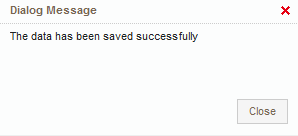 Dialog Message
The data has been saved successfully
Close